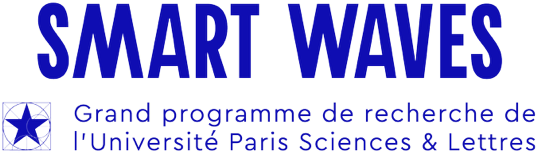 SMART WAVES
Grand programme de recherche de
l'Université Paris Sciences & Lettres